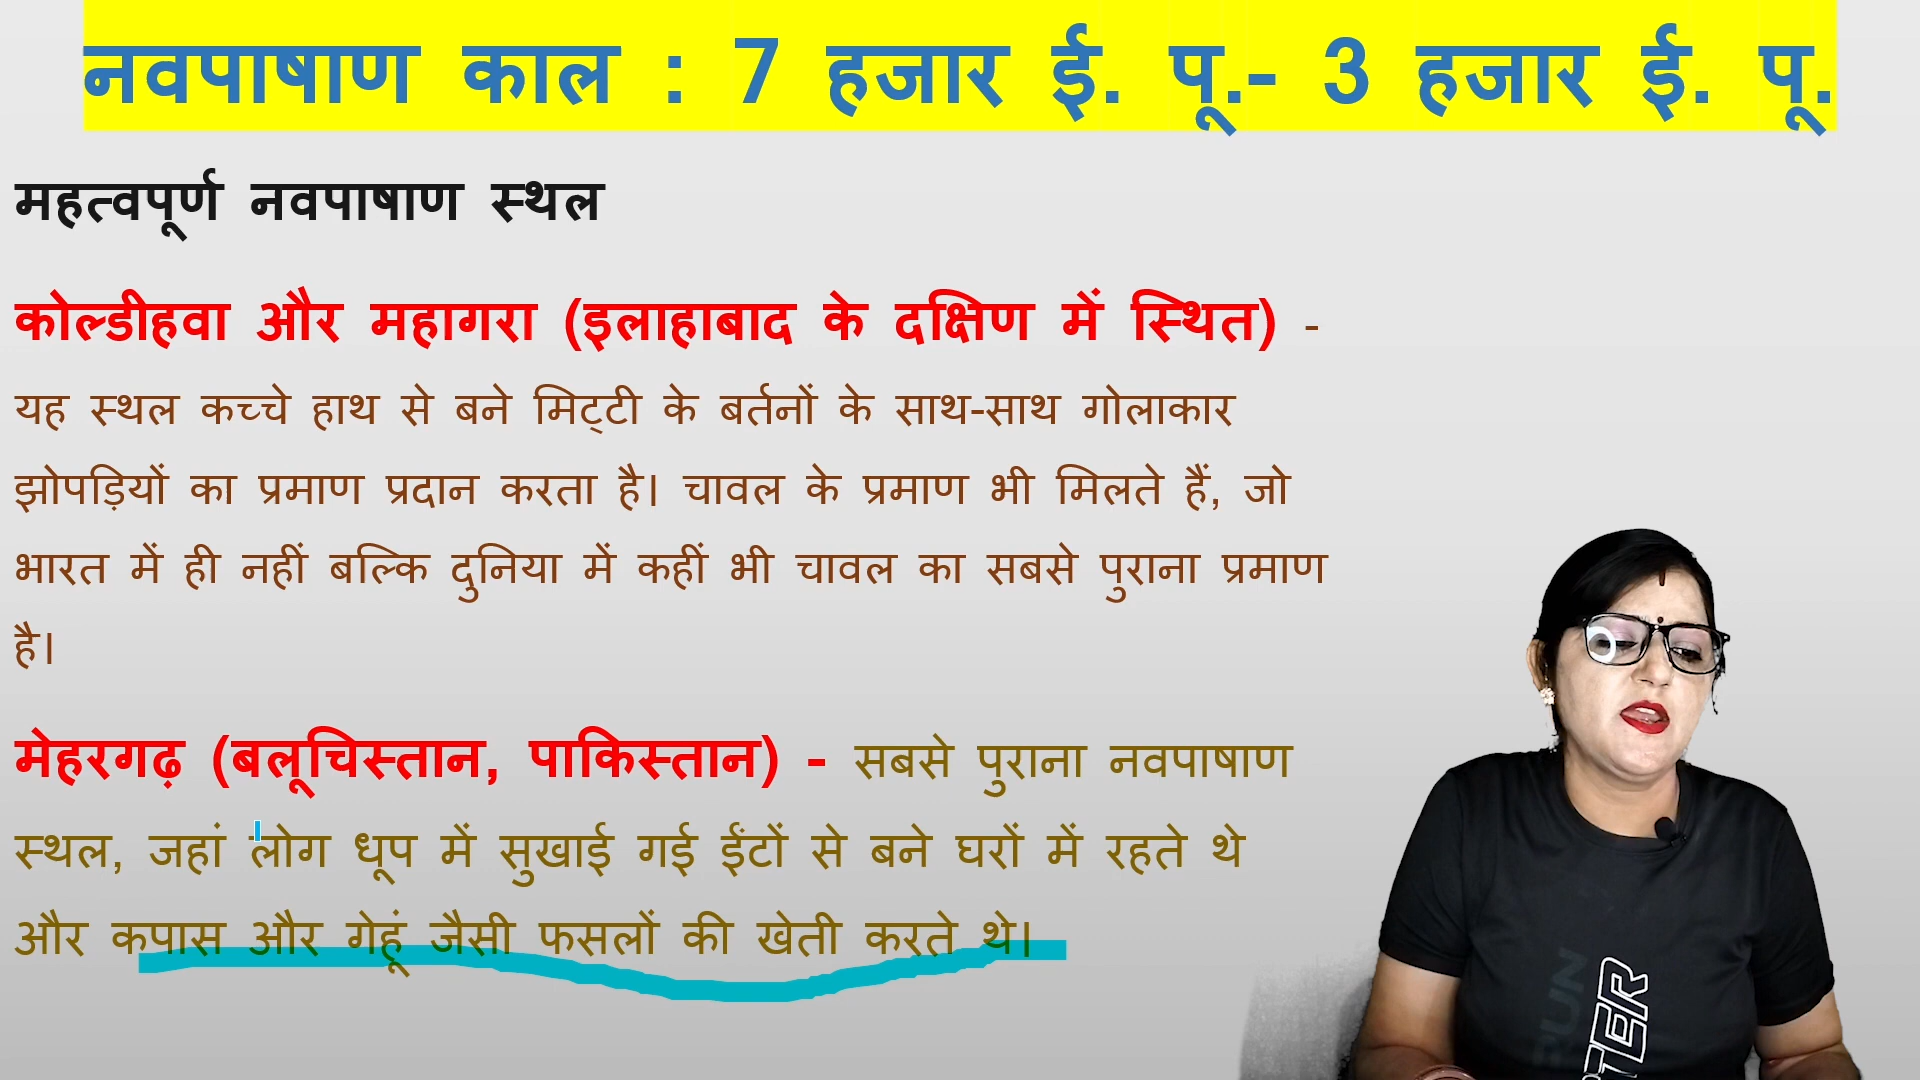 नवपाषाण काल : 7 हजार ई. पू.- 3 हजार ई. पू.
महत्वपूर्ण नवपाषाण स्थल
कोल्डीहवा और महागरा (इलाहाबाद के दक्षिण में स्थित) -
यह स्थल कच्चे हाथ से बने मिट्टी के बर्तनों के साथ-साथ गोलाकार
झोपड़ियों का प्रमाण प्रदान करता है। चावल के प्रमाण भी मिलते हैं, जो
भारत में ही नहीं बल्कि दुनिया में कहीं भी चावल का सबसे पुराना प्रमाण
है।
मेहरगढ़ (बलूचिस्तान, पाकिस्तान) - सबसे पुराना नवपाषाण
स्थल, जहां लोग धूप में सुखाई गई ईंटों से बने घरों में रहते थे
और कपास और गेहूं जैसी फसलों की खेती करते थे।
RUN